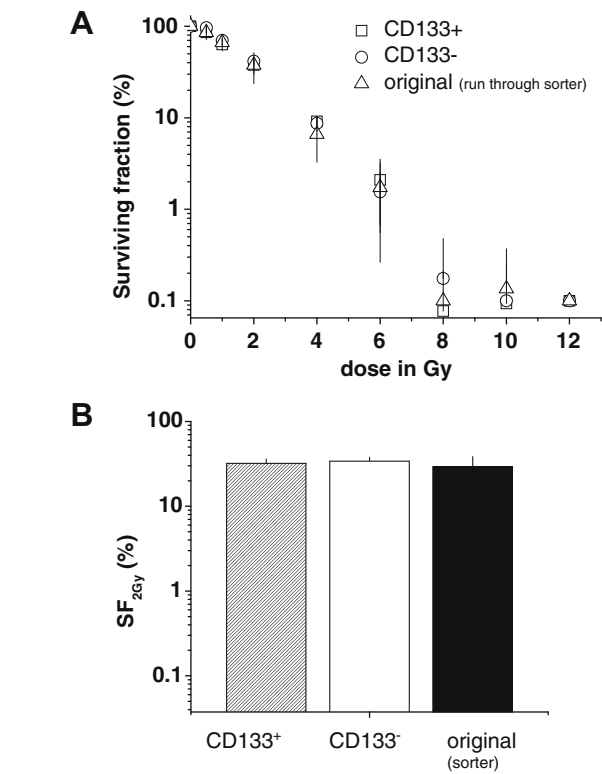 A
CD133+
CD133-
original (run through sorter)
Surviving fraction (%)
100
10
1
0.1
0 2 4 6 8 10 12
dose in Gy
B
SF2Gy (%)
100
10
1
0.1
CD133+ CD133- original
(sorter)